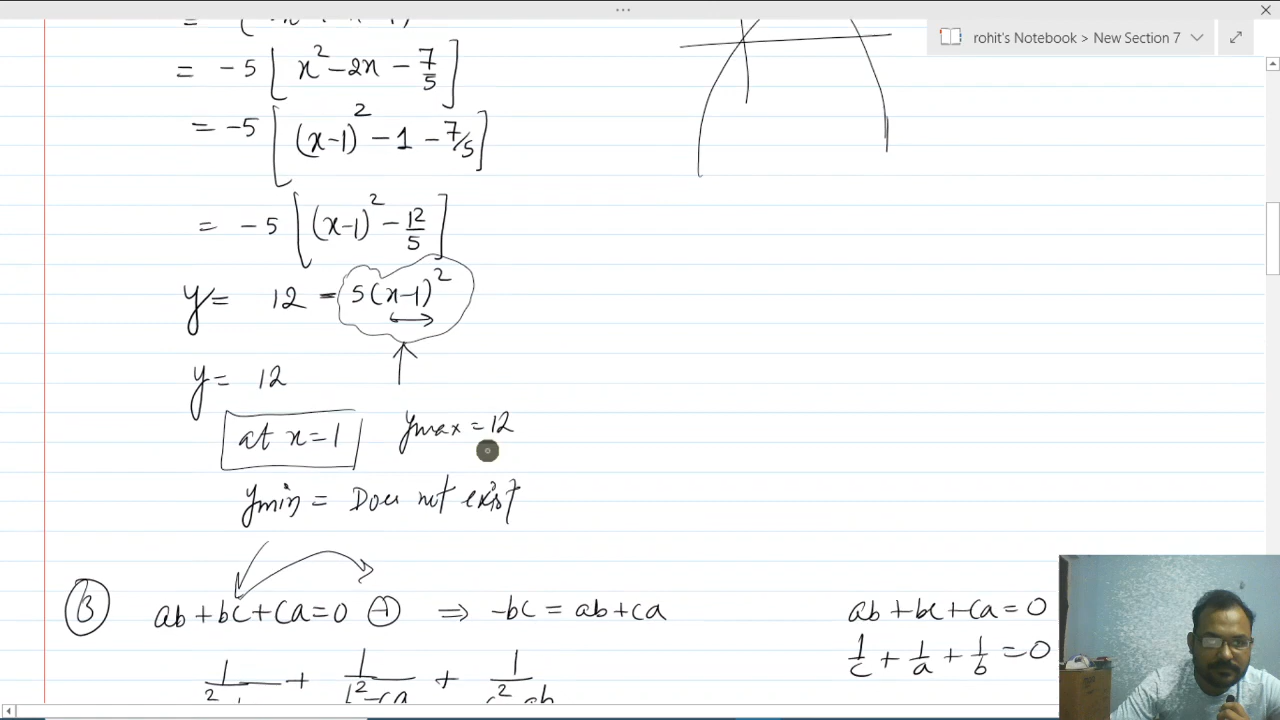 rohit's Notebook > New Section 7
= -5 [x² - 2x - 7/5]
= -5 [(x-1)² - 1 - 7/5]
= -5 [(x-1)² - 12/5]
y = 12 - 5(x-1)²
y = 12
at x=1 ymax = 12
ymin = Does not exist
(3) ab+bc+ca=0 ⇒ -bc = ab+ca
ab+bc+ca=0
1/c + 1/a + 1/b = 0